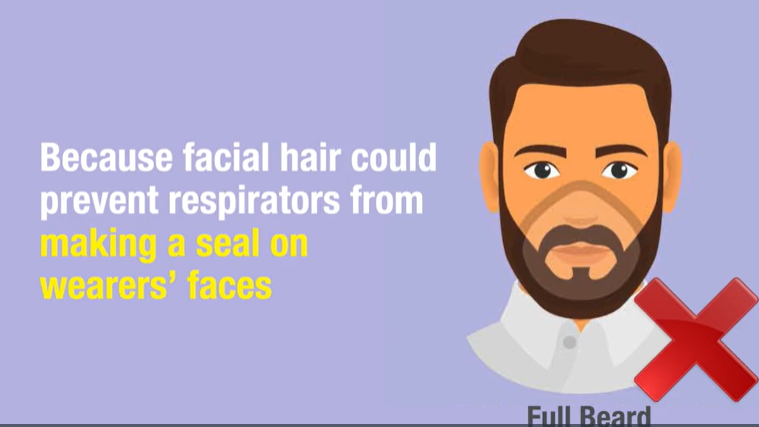 Because facial hair could
prevent respirators from
making a seal on
wearers’ faces
Full Beard